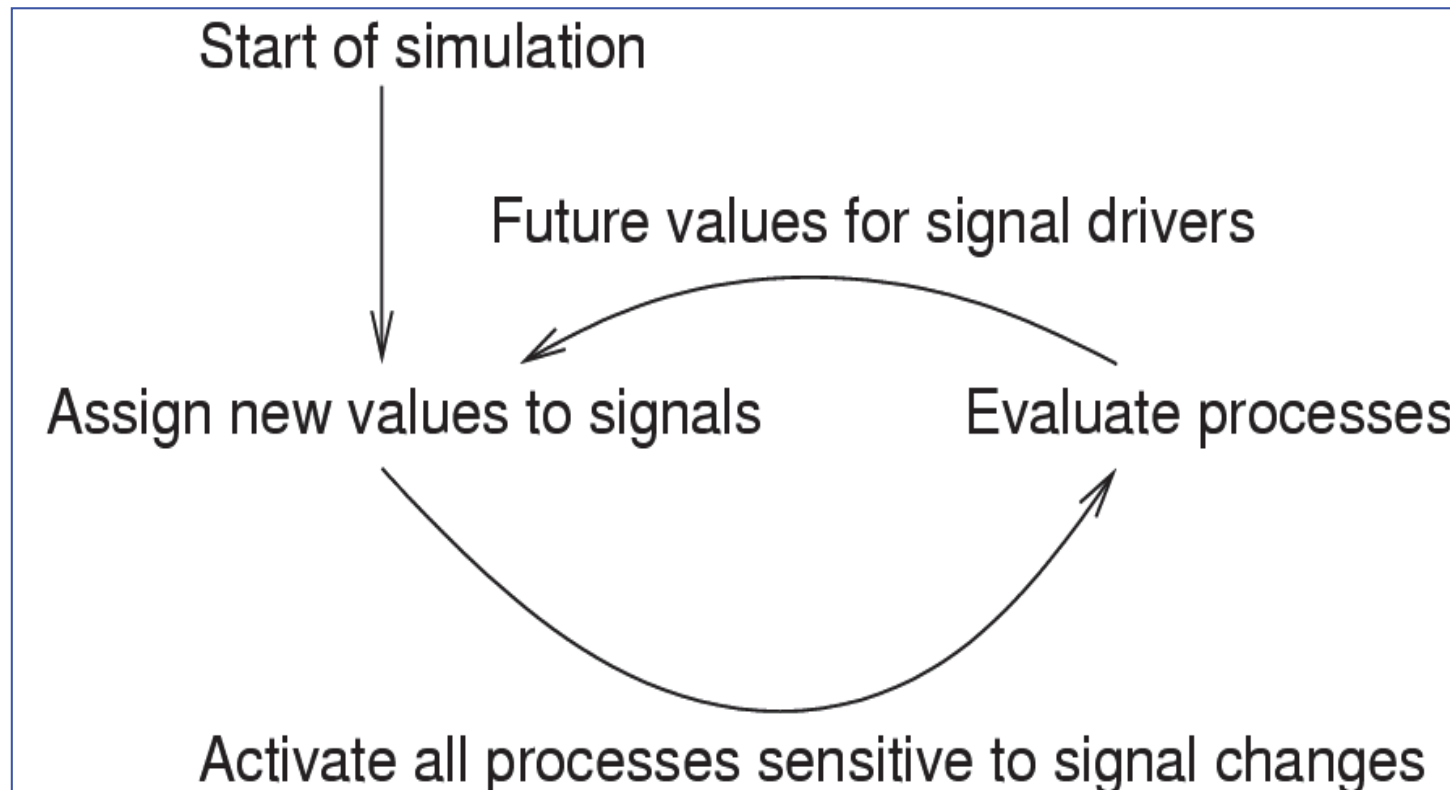 Start of simulation
Future values for signal drivers
Assign new values to signals
Evaluate processes
Activate all processes sensitive to signal changes